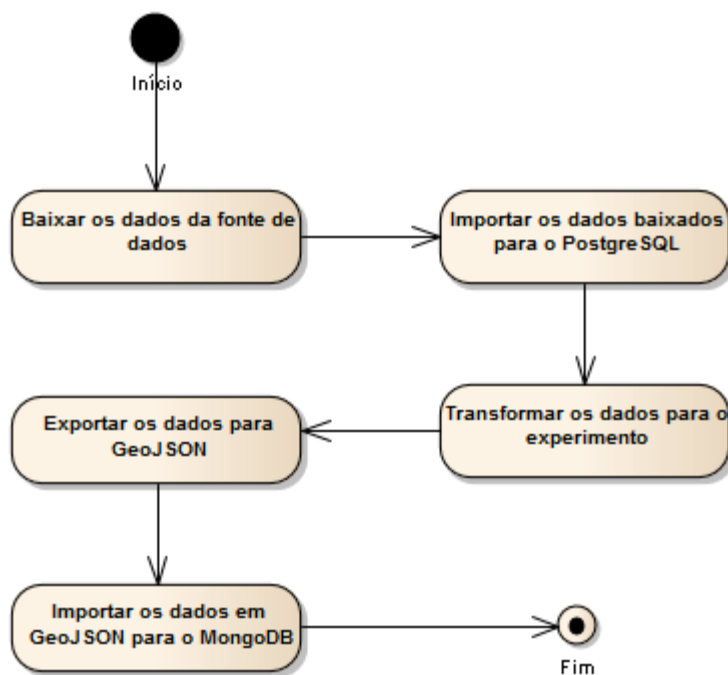 Início
Baixar os dados da fonte de
dados
Importar os dados baixados
para o PostgreSQL
Transformar os dados para o
experimento
Exportar os dados para
GeoJSON
Importar os dados em
GeoJSON para o MongoDB
Fim